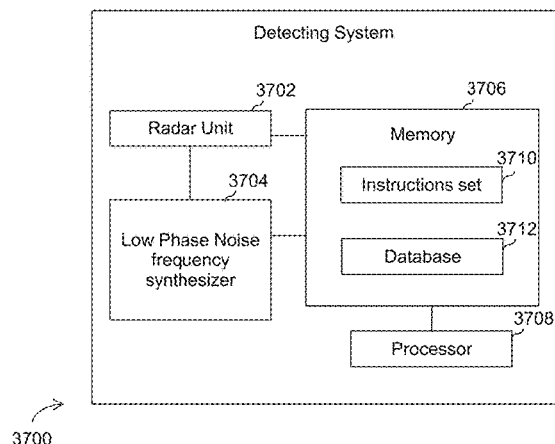 Detecting System
3702
Radar Unit
3704
Low Phase Noise
frequency
synthesizer
3706
Memory
3710
Instructions set
3712
Database
3708
Processor
3700